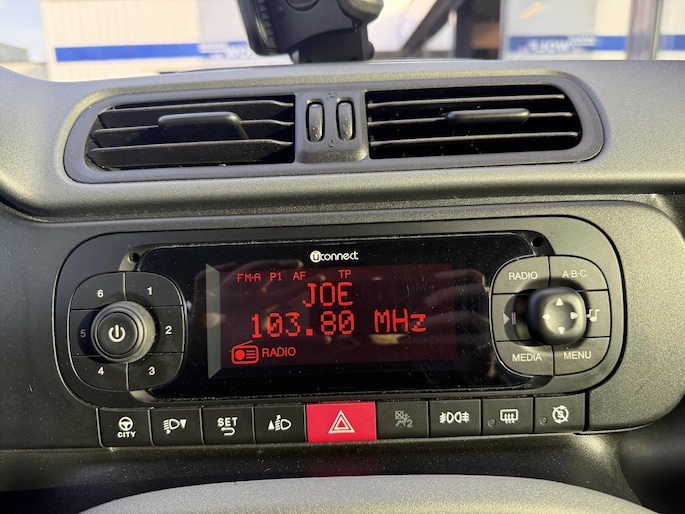 Uconnect
FM-A P1 AF TP
JOE
103.80 MHz
RADIO
6 1
5 2
4 3
RADIO A·B·C
MEDIA MENU
CITY
SET
2